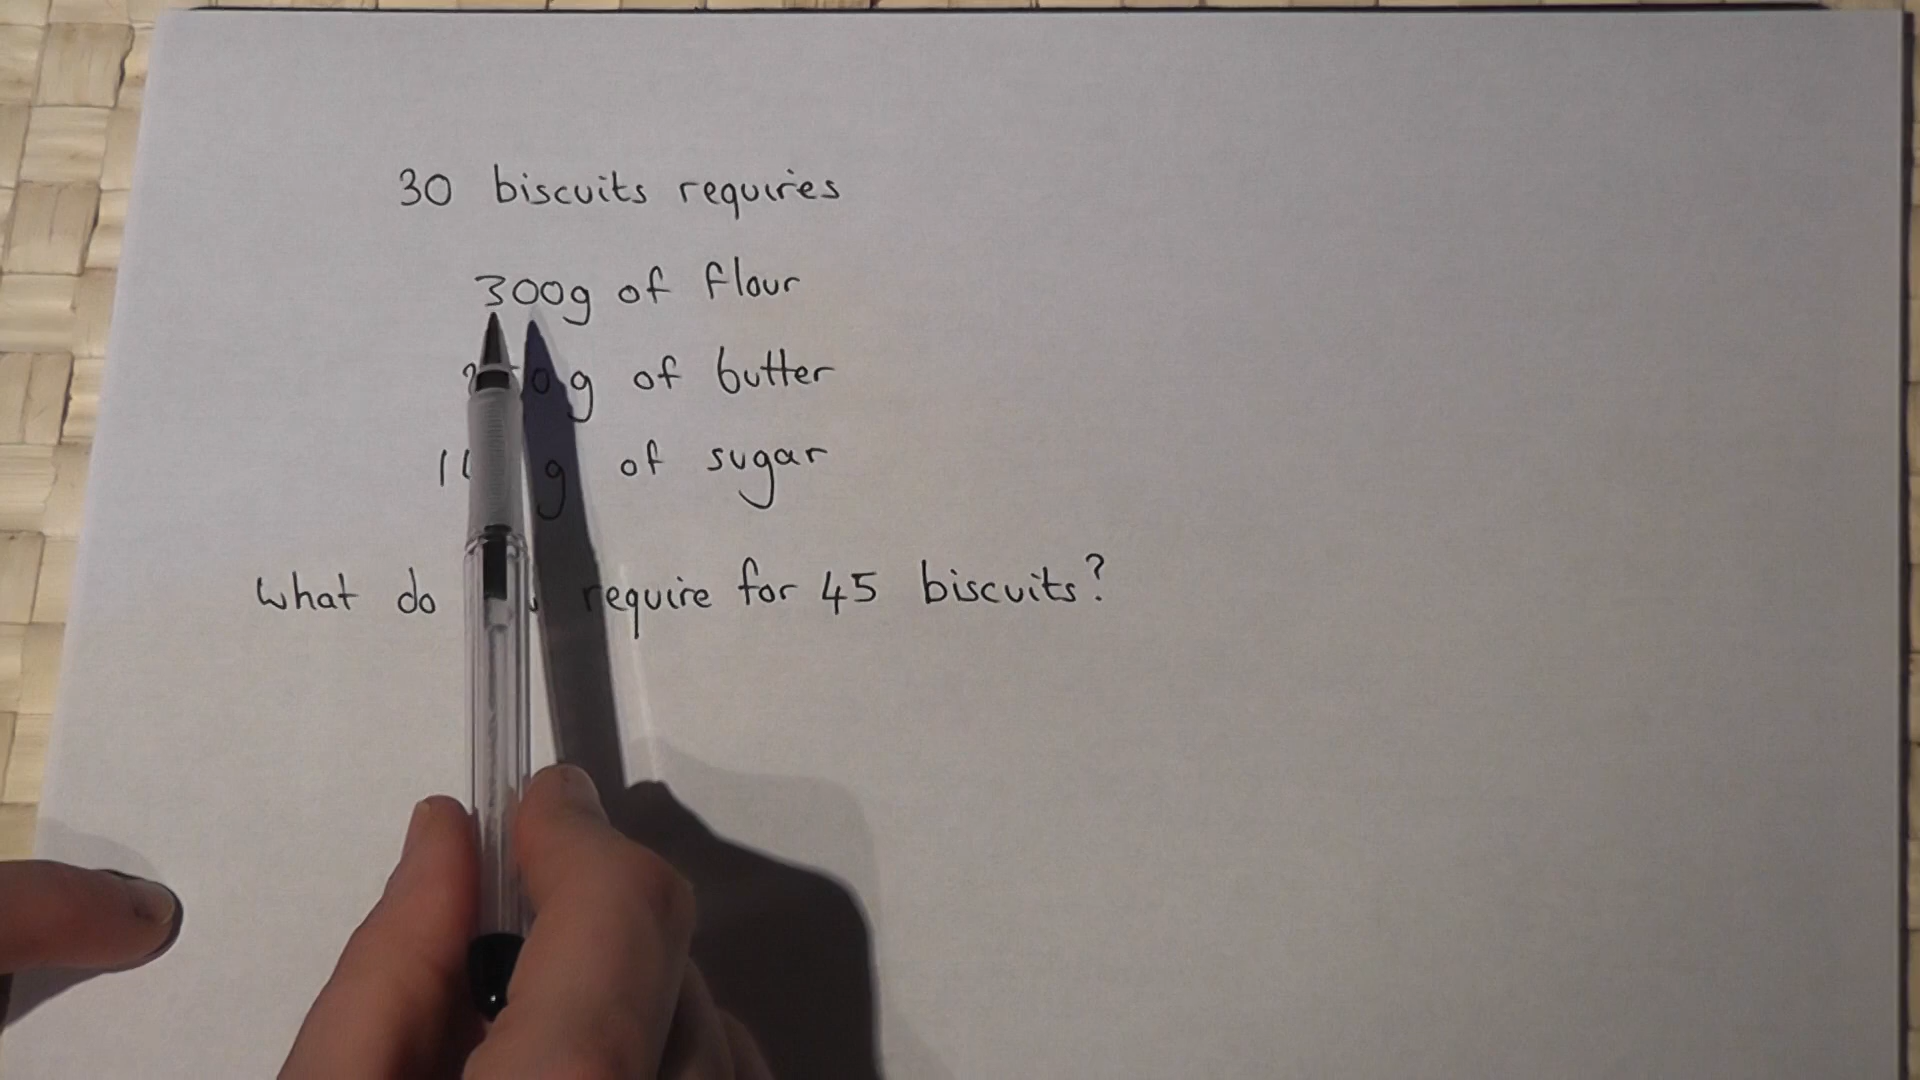 30 biscuits requires
300g of flour
g of butter
g of sugar
What do require for 45 biscuits?